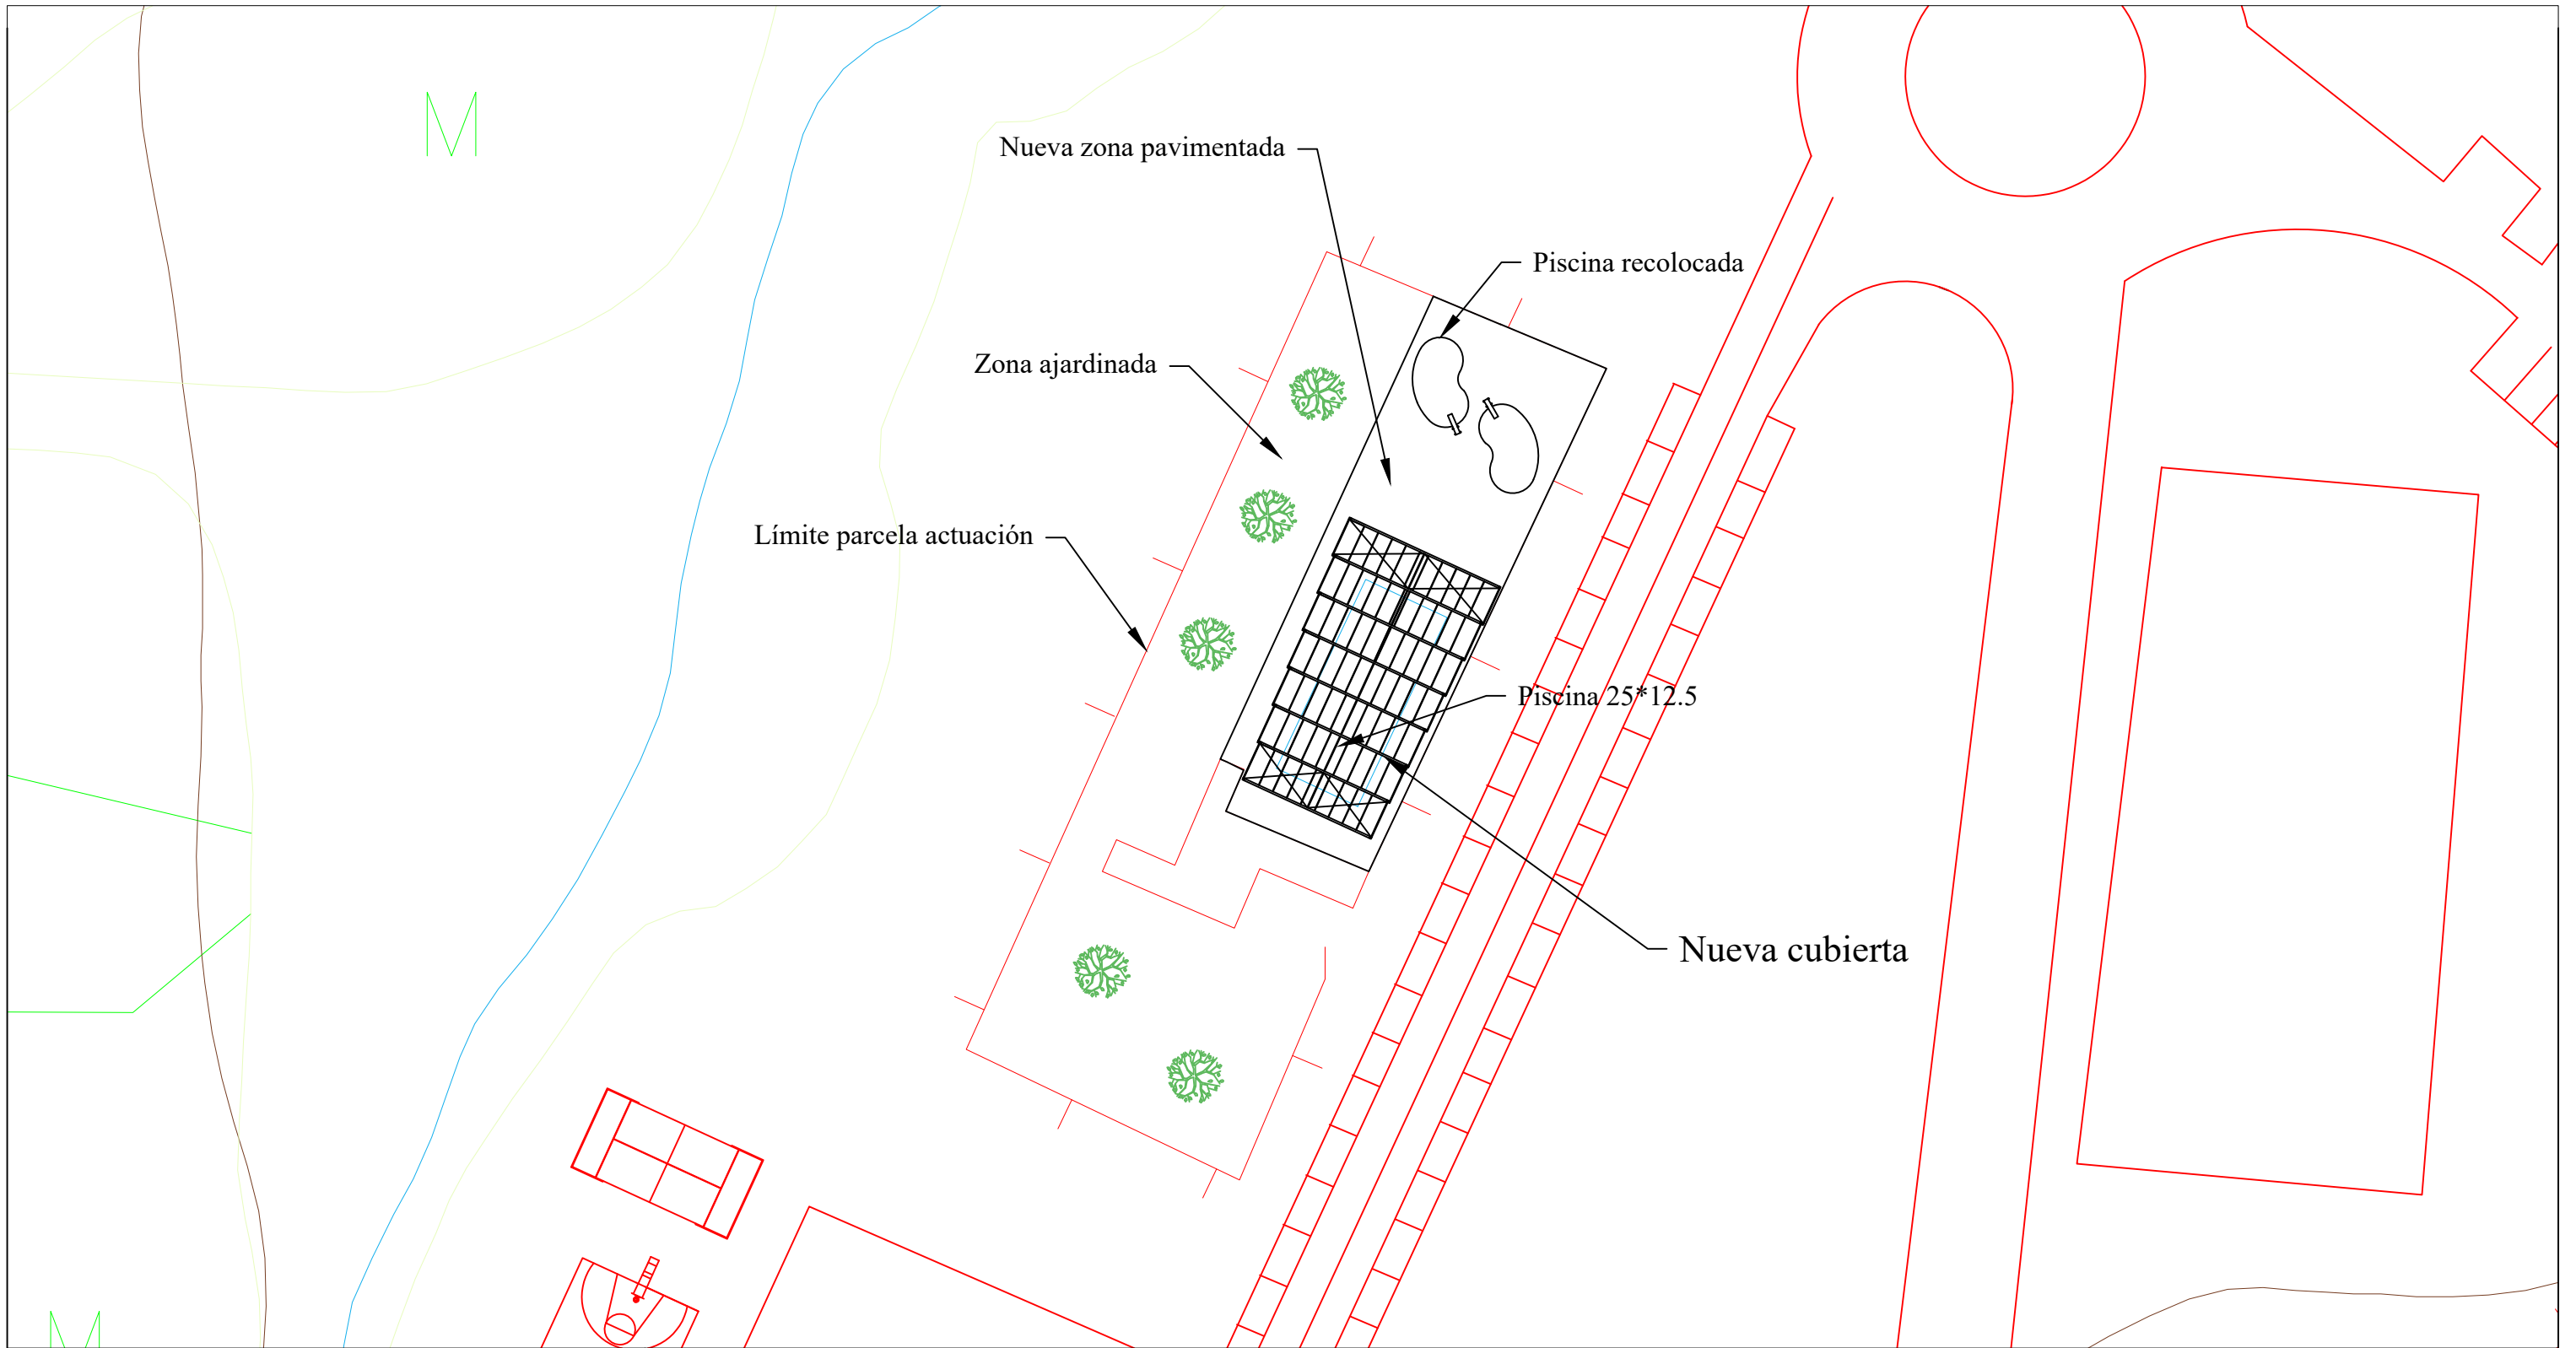 M
Nueva zona pavimentada
Piscina recolocada
Zona ajardinada
Límite parcela actuación
Piscina 25*12.5
Nueva cubierta
M